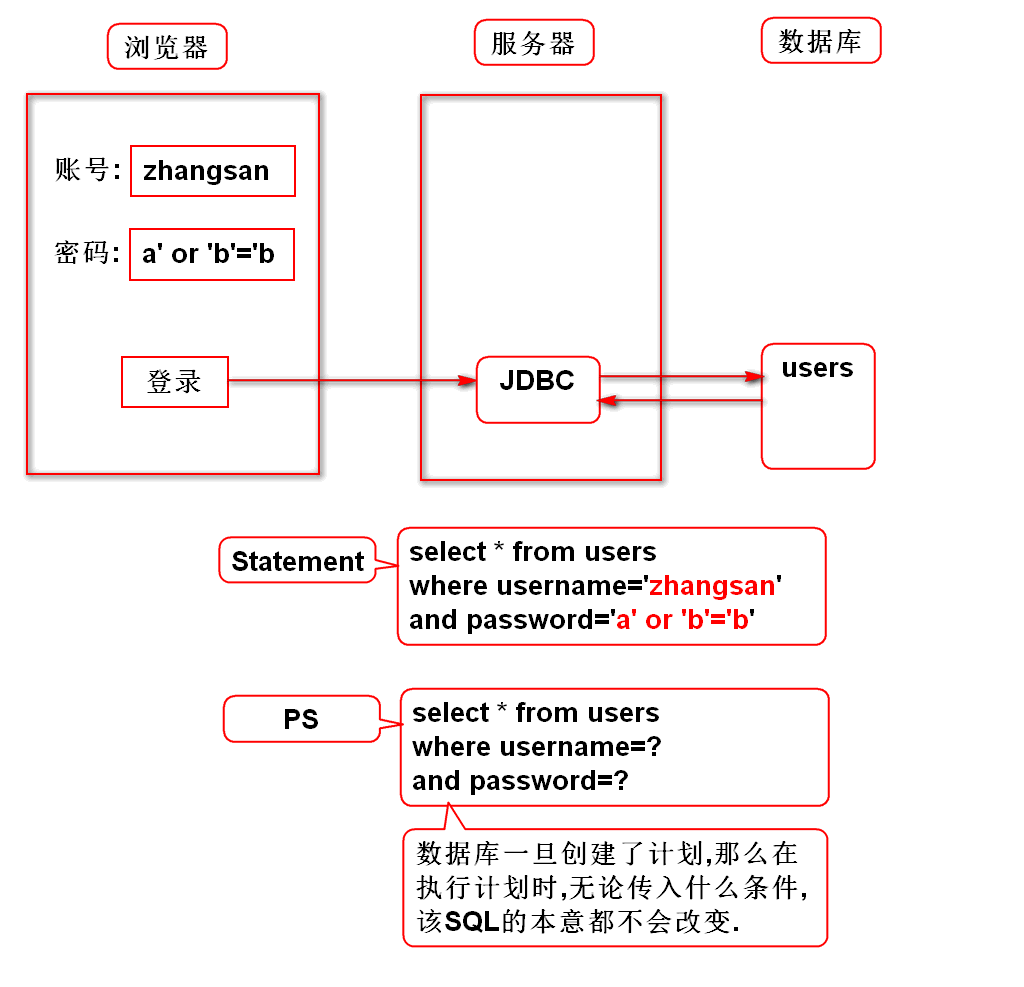 浏览器
服务器
数据库
账号: zhangsan
密码: a' or 'b'='b
登录
JDBC
users
Statement
select * from users
where username='zhangsan'
and password='a' or 'b'='b'
PS
select * from users
where username=?
and password=?
数据库一旦创建了计划,那么在
执行计划时,无论传入什么条件,
该SQL的本意都不会改变.